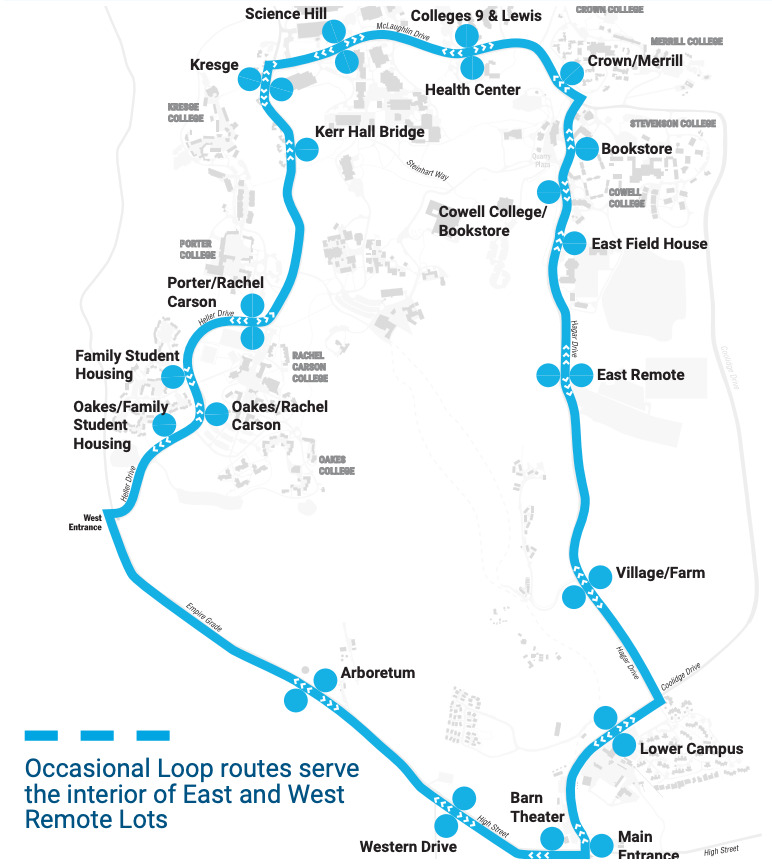 CROWN COLLEGE
Science Hill
Colleges 9 & Lewis
McLaughlin Drive
MERRILL COLLEGE
Kresge
Crown/Merrill
Health Center
KRESGE
COLLEGE
Kerr Hall Bridge
STEVENSON COLLEGE
Bookstore
Quarry
Plaza
Steinhart Way
COWELL
COLLEGE
Cowell College/
Bookstore
PORTER
COLLEGE
East Field House
Porter/Rachel
Carson
Heller Drive
Hagar Drive
Family Student
Housing
RACHEL
CARSON
COLLEGE
East Remote
Coolidge Drive
Oakes/Family
Student
Housing
Oakes/Rachel
Carson
OAKES
COLLEGE
Heller Drive
West
Entrance
Village/Farm
Empire Grade
Hagar Drive
Coolidge Drive
Arboretum
Lower Campus
Occasional Loop routes serve
the interior of East and West
Remote Lots
Barn
Theater
High Street
Western Drive
Main
Entrance
High Street